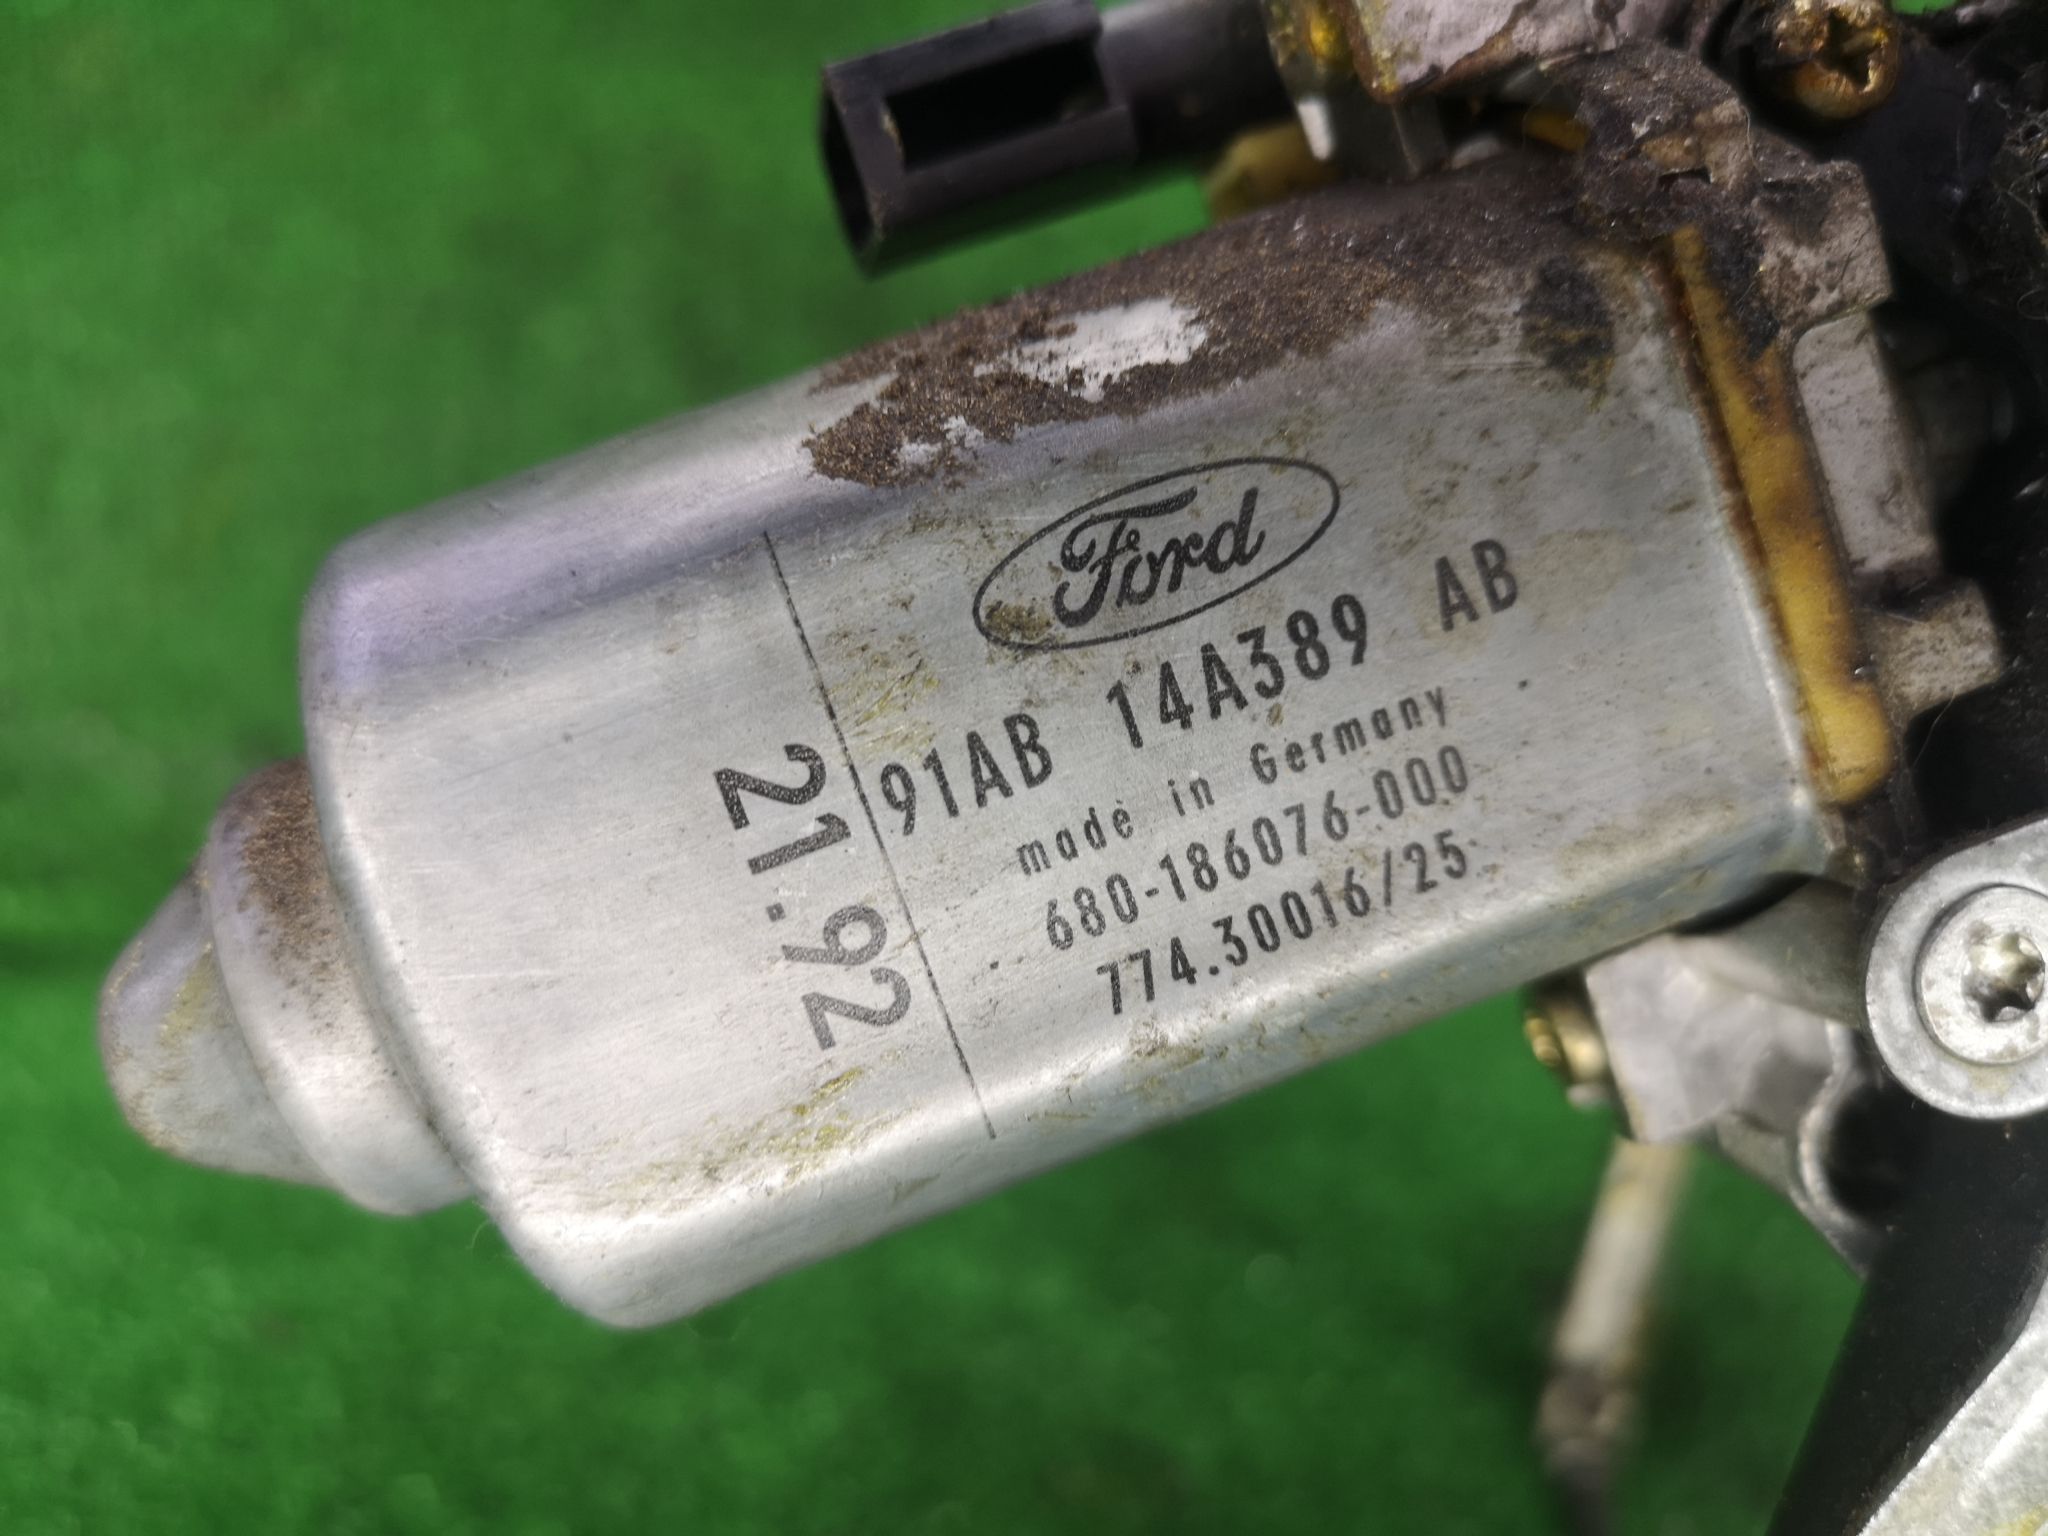 Ford
91AB 14A389 AB
made in Germany
680-186076-000
774.30016/25
21.92